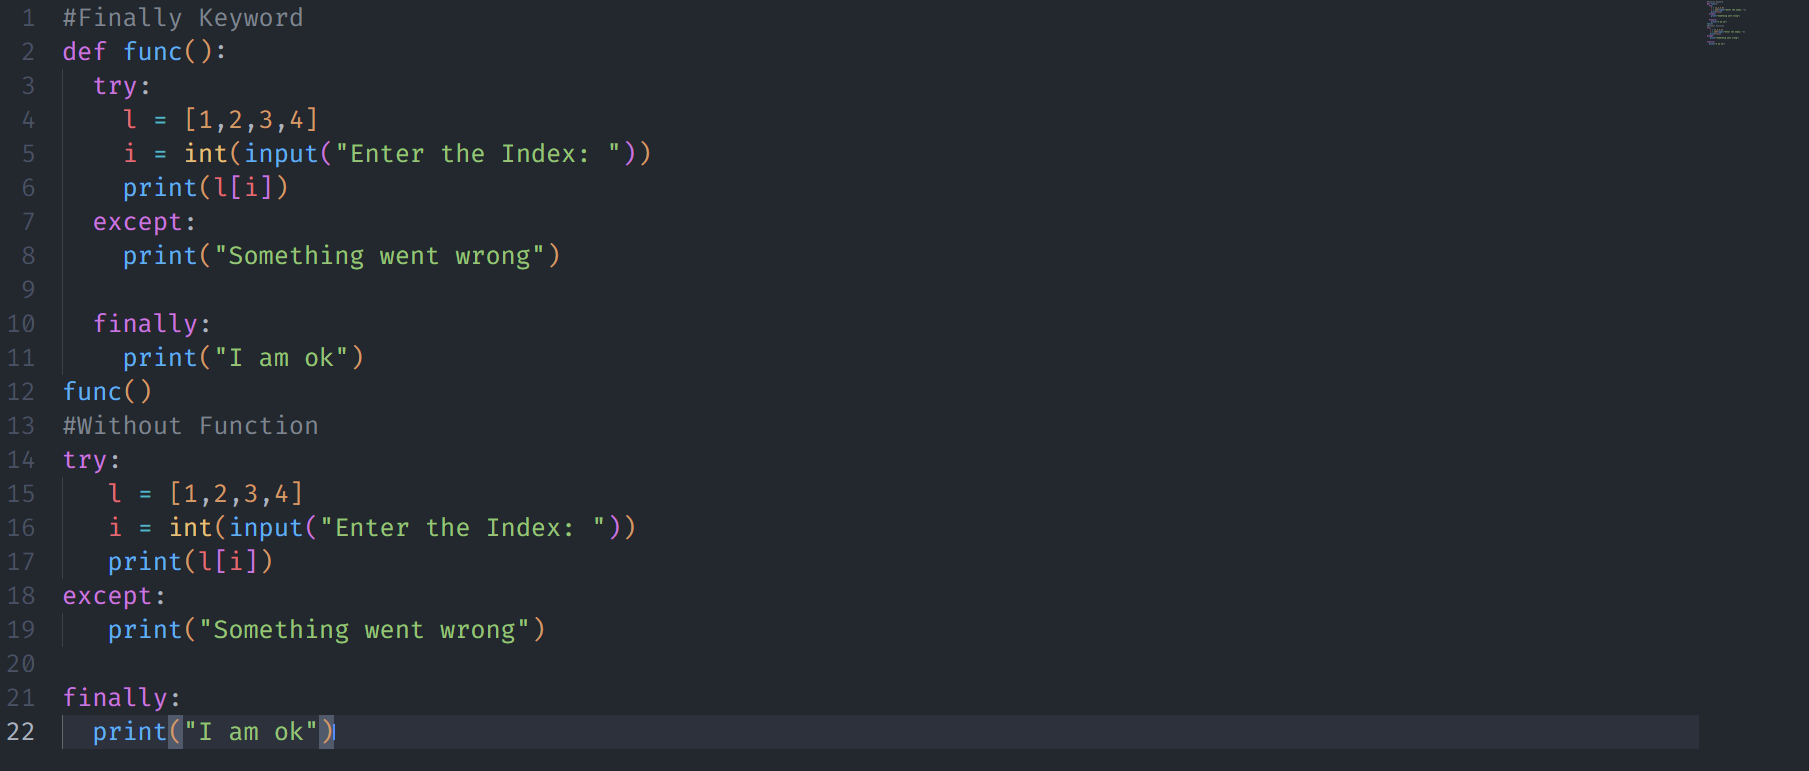 1 #Finally Keyword
2 def func():
3   try:
4     l = [1,2,3,4]
5     i = int(input("Enter the Index: "))
6     print(l[i])
7   except:
8     print("Something went wrong")
9
10   finally:
11     print("I am ok")
12 func()
13 #Without Function
14 try:
15    l = [1,2,3,4]
16    i = int(input("Enter the Index: "))
17    print(l[i])
18 except:
19    print("Something went wrong")
20
21 finally:
22   print("I am ok")